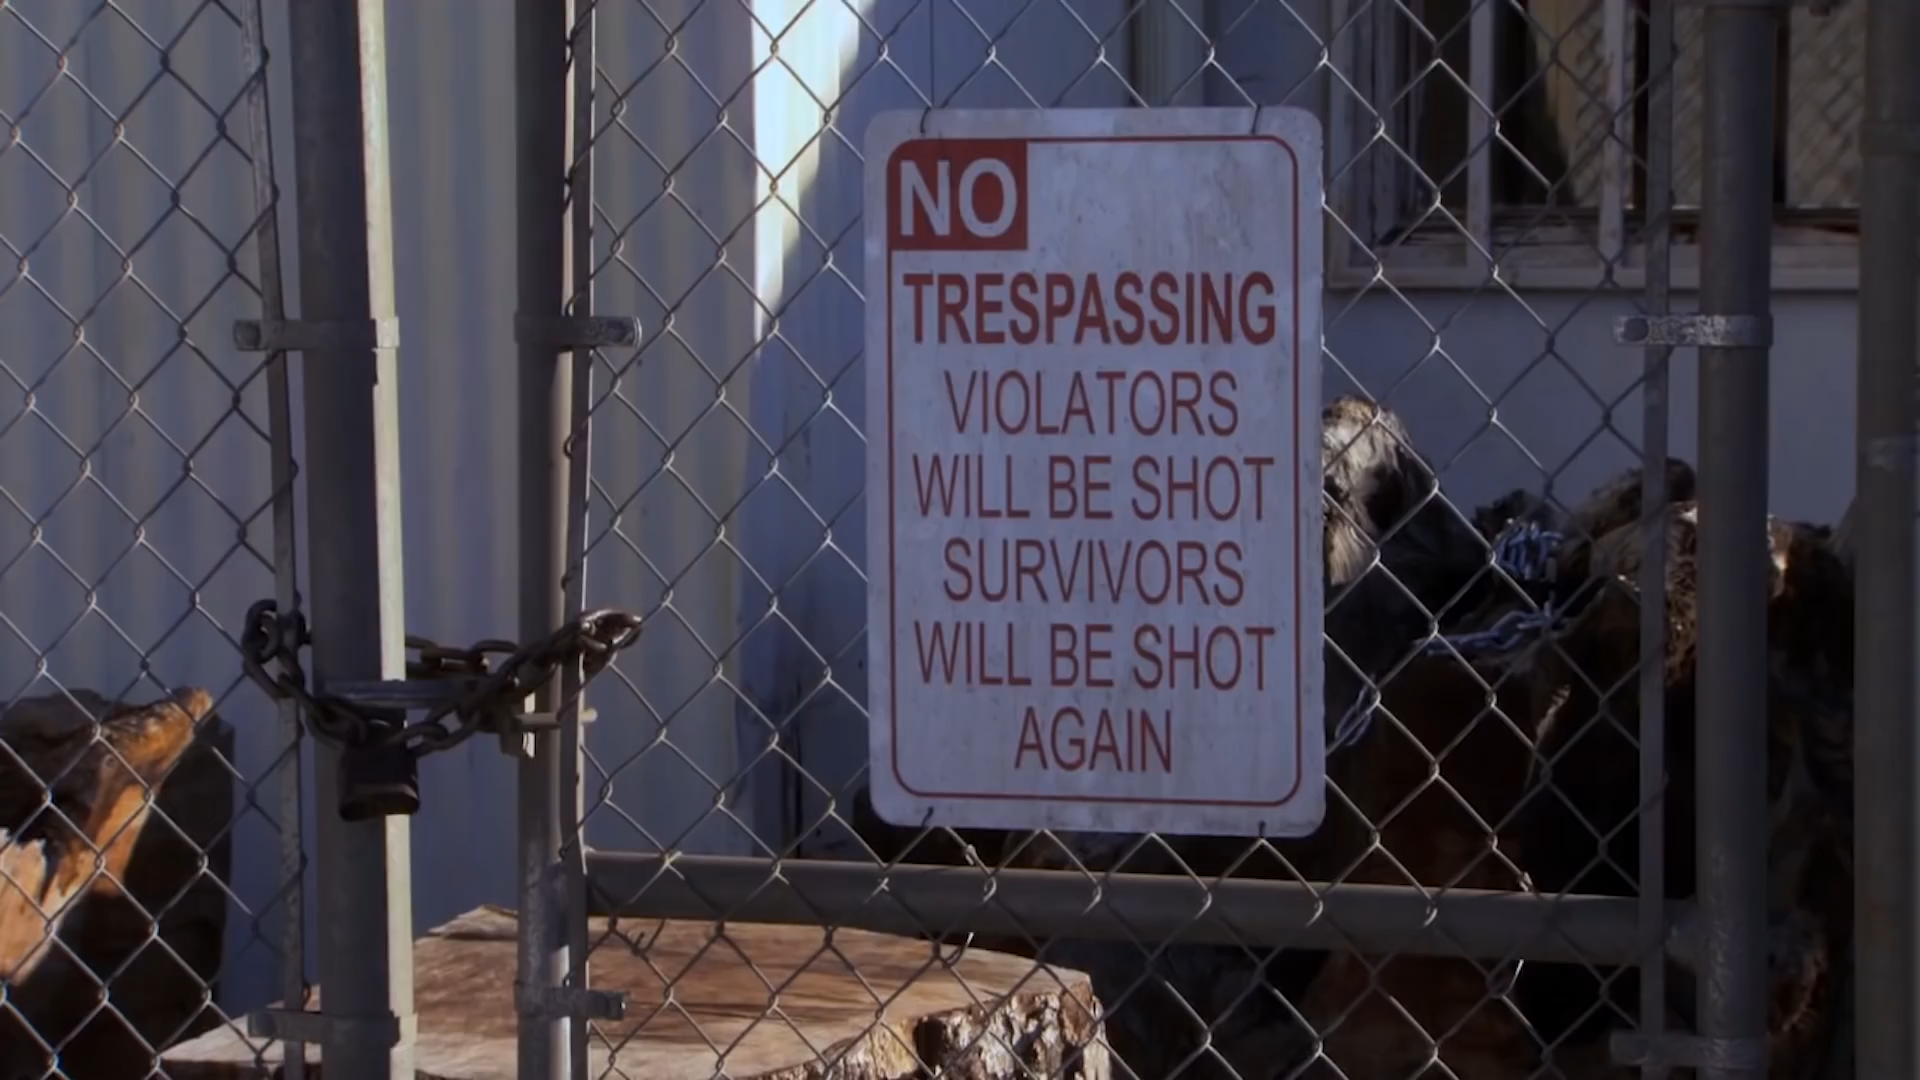 NO
TRESPASSING
VIOLATORS
WILL BE SHOT
SURVIVORS
WILL BE SHOT
AGAIN